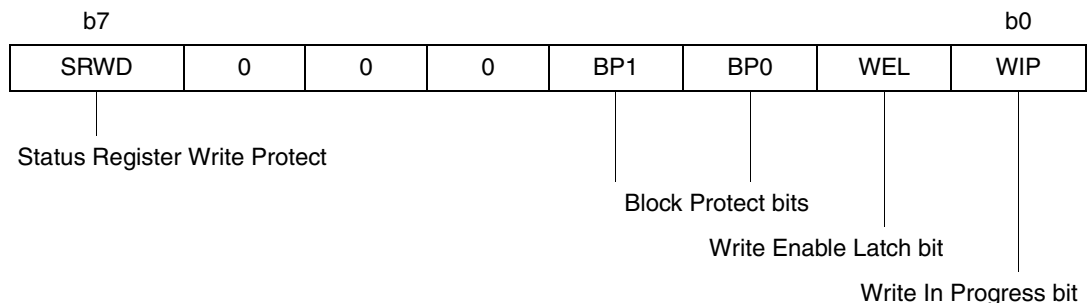 b7 b0
SRWD 0 0 0 BP1 BP0 WEL WIP
Status Register Write Protect
Block Protect bits
Write Enable Latch bit
Write In Progress bit